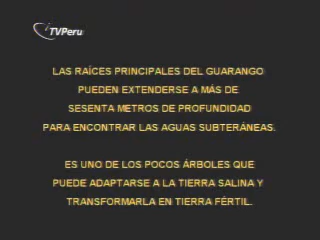 TVPeru
LAS RAÍCES PRINCIPALES DEL GUARANGO
PUEDEN EXTENDERSE A MÁS DE
SESENTA METROS DE PROFUNDIDAD
PARA ENCONTRAR LAS AGUAS SUBTERÁNEAS.
ES UNO DE LOS POCOS ÁRBOLES QUE
PUEDE ADAPTARSE A LA TIERRA SALINA Y
TRANSFORMARLA EN TIERRA FÉRTIL.